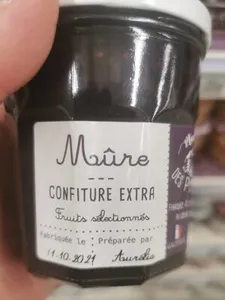 Mûre
CONFITURE EXTRA
Fruits sélectionnés
Fabriquée le : Préparée par
11.10.2021 Aurélie